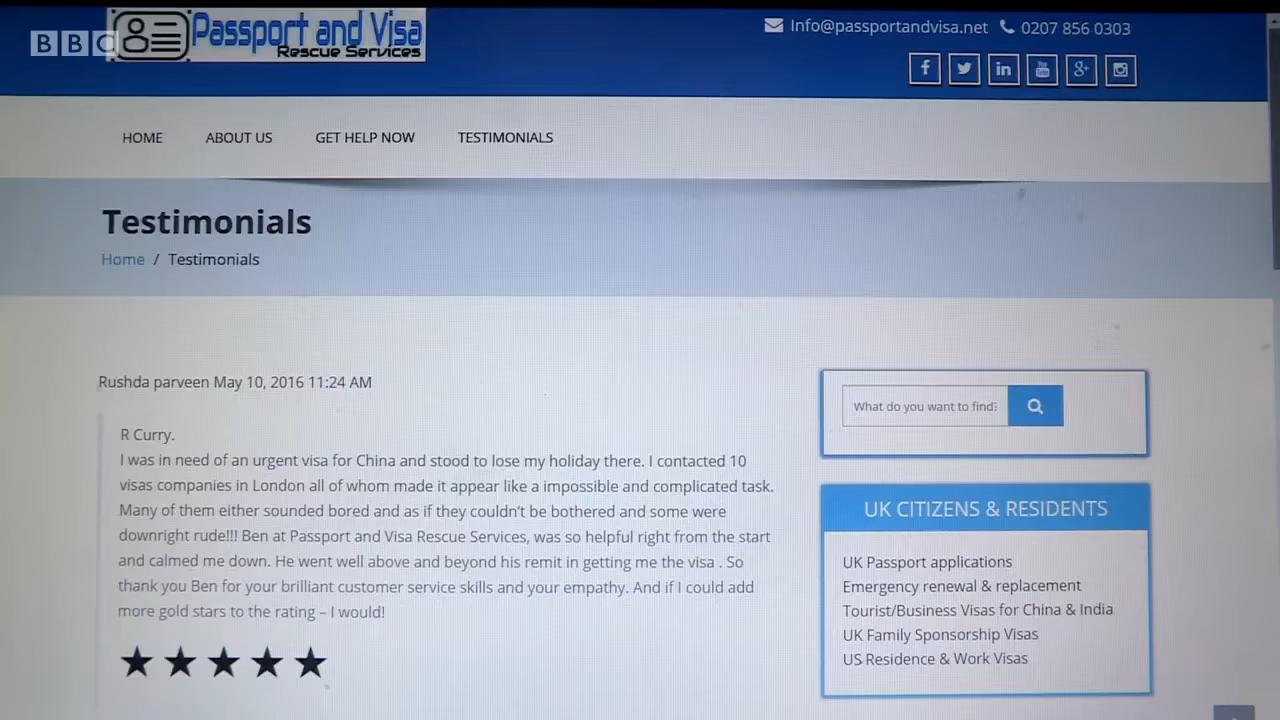 BBC
Passport and Visa
Rescue Services
Info@passportandvisa.net 0207 856 0303
HOME ABOUT US GET HELP NOW TESTIMONIALS
Testimonials
Home / Testimonials
Rushda parveen May 10, 2016 11:24 AM
R Curry.
I was in need of an urgent visa for China and stood to lose my holiday there. I contacted 10
visas companies in London all of whom made it appear like a impossible and complicated task.
Many of them either sounded bored and as if they couldn't be bothered and some were
downright rude!!! Ben at Passport and Visa Rescue Services, was so helpful right from the start
and calmed me down. He went well above and beyond his remit in getting me the visa . So
thank you Ben for your brilliant customer service skills and your empathy. And if I could add
more gold stars to the rating – I would!
What do you want to find?
UK CITIZENS & RESIDENTS
UK Passport applications
Emergency renewal & replacement
Tourist/Business Visas for China & India
UK Family Sponsorship Visas
US Residence & Work Visas